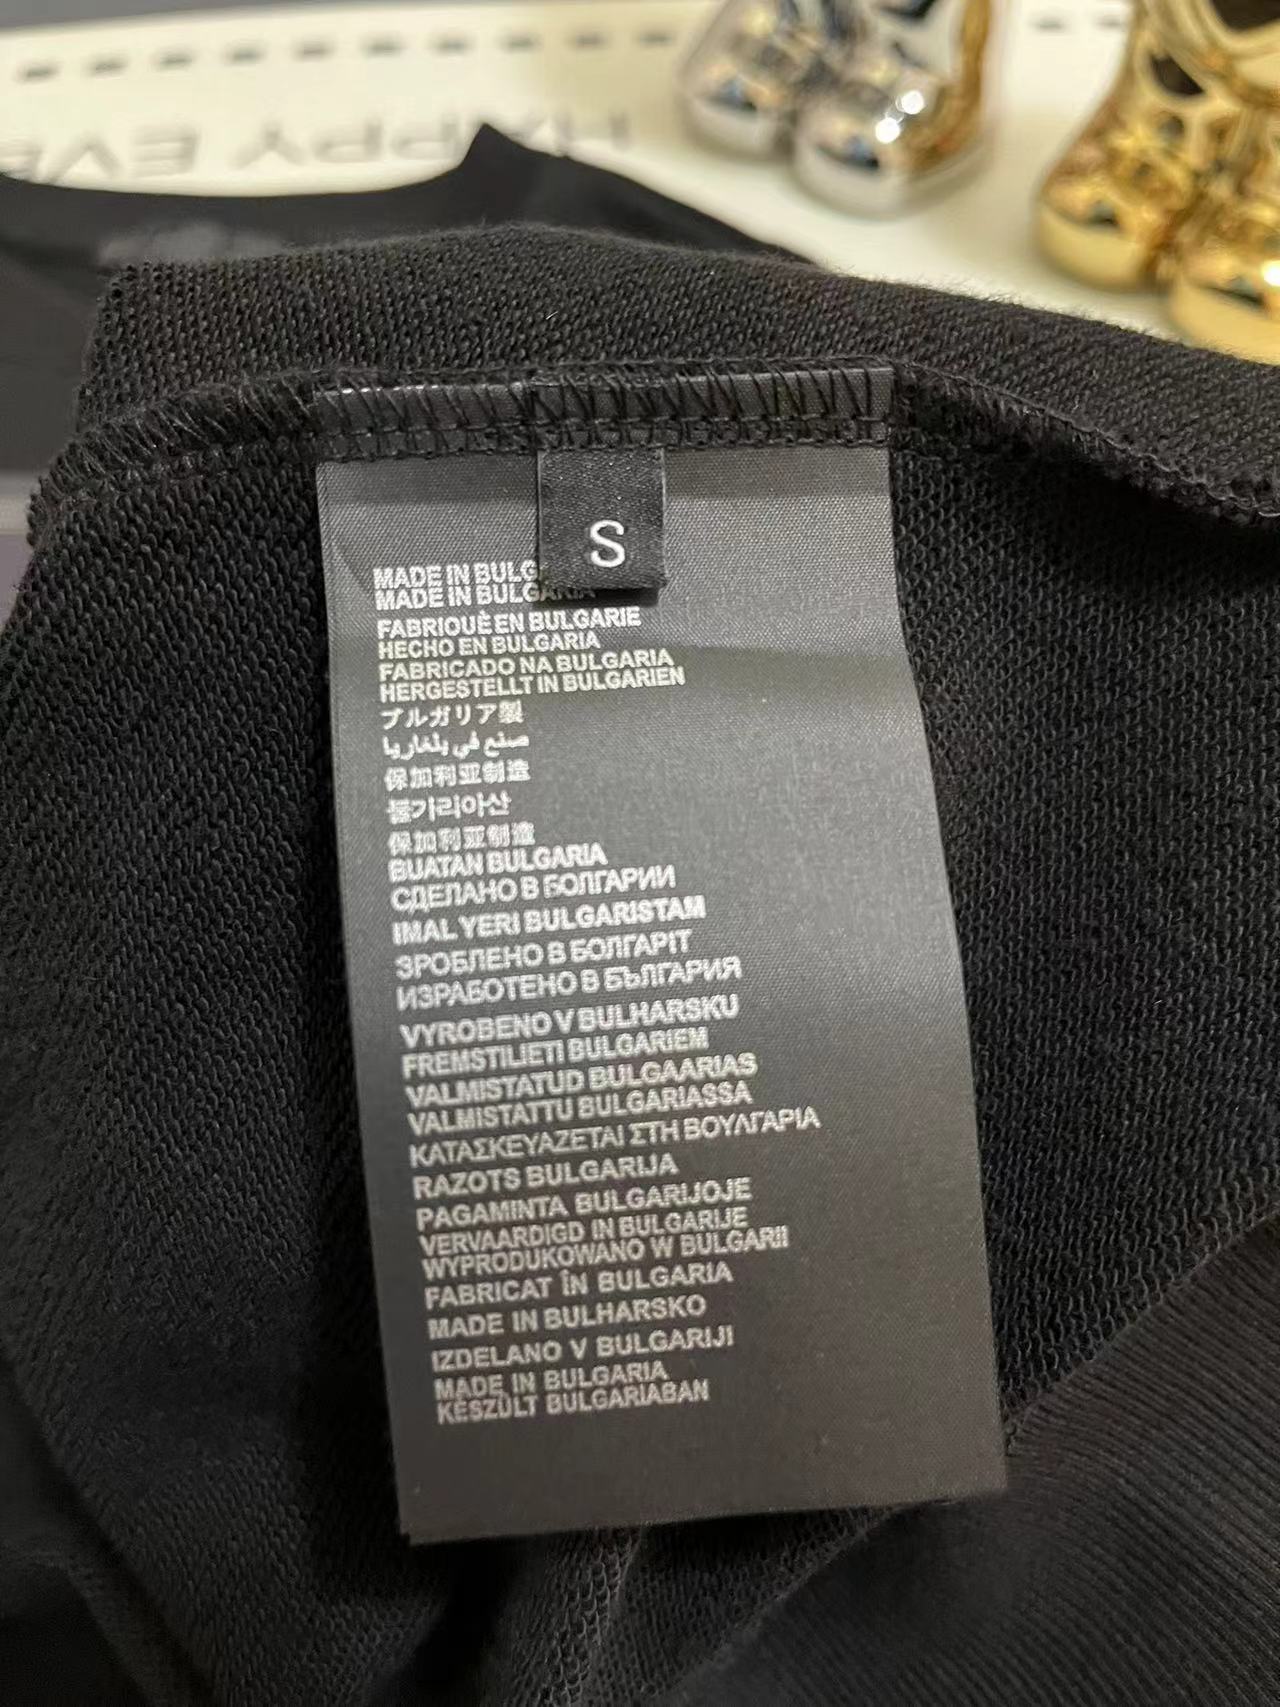 HAPPY EVE
S
MADE IN BULG
MADE IN BULGARIA
FABRIQUÈ EN BULGARIE
HECHO EN BULGARIA
FABRICADO NA BULGARIA
HERGESTELLT IN BULGARIEN
ブルガリア製
صنع في بلغاريا
保加利亚制造
불가리아산
保加利亚制造
BUATAN BULGARIA
СДЕЛАНО В БОЛГАРИИ
IMAL YERI BULGARISTAM
ЗРОБЛЕНО В БОЛГАРІТ
ИЗРАБОТЕНО В БЪЛГАРИЯ
VYROBENO V BULHARSKU
FREMSTILIETI BULGARIEM
VALMISTATUD BULGAARIAS
VALMISTATTU BULGARIASSA
ΚΑΤΑΣΚΕΥΑΖΕΤΑΙ ΣΤΗ ΒΟΥΛΓΑΡΙΑ
RAZOTS BULGARIJA
PAGAMINTA BULGARIJOJE
VERVAARDIGD IN BULGARIJE
WYPRODUKOWANO W BULGARII
FABRICAT ÎN BULGARIA
MADE IN BULHARSKO
IZDELANO V BULGARIJI
MADE IN BULGARIA
KÉSZÜLT BULGARIABAN